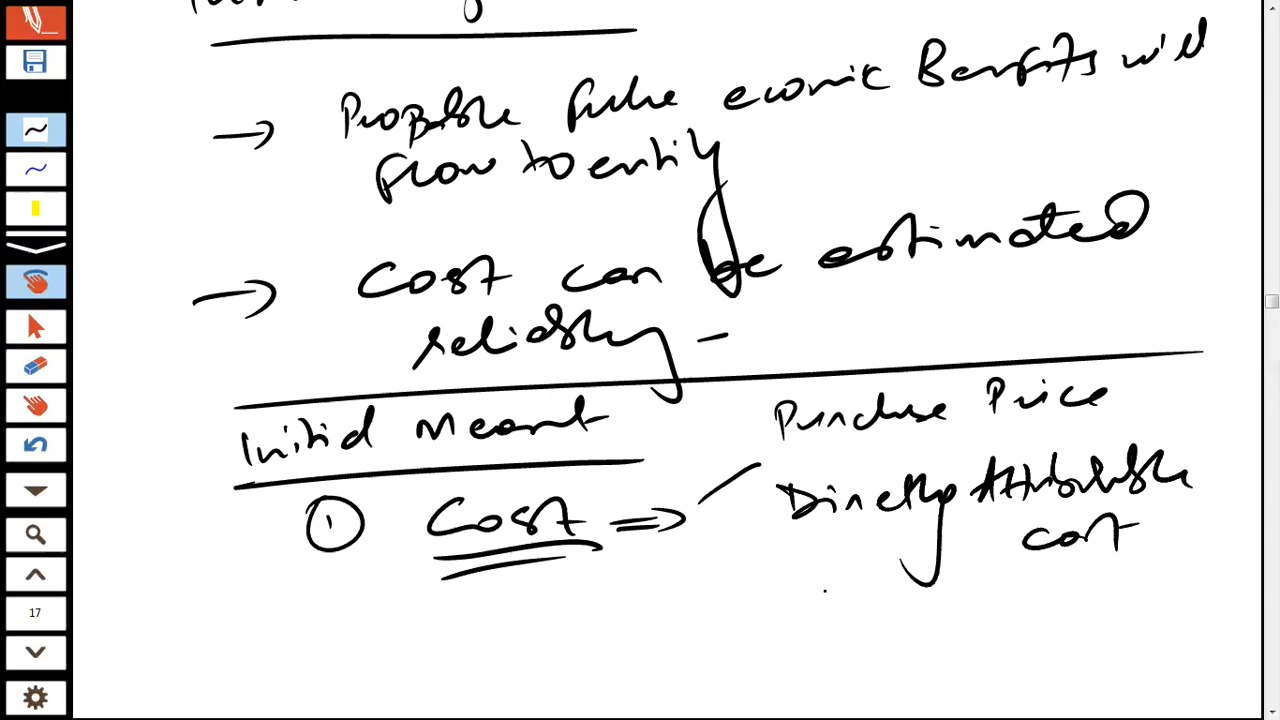 → Probable future economic Benefits will
flow to entity
→ Cost can be estimated
reliably -
Initial Meant
Purchase Price
① Cost ⇒ Directly Attributable
cost
17